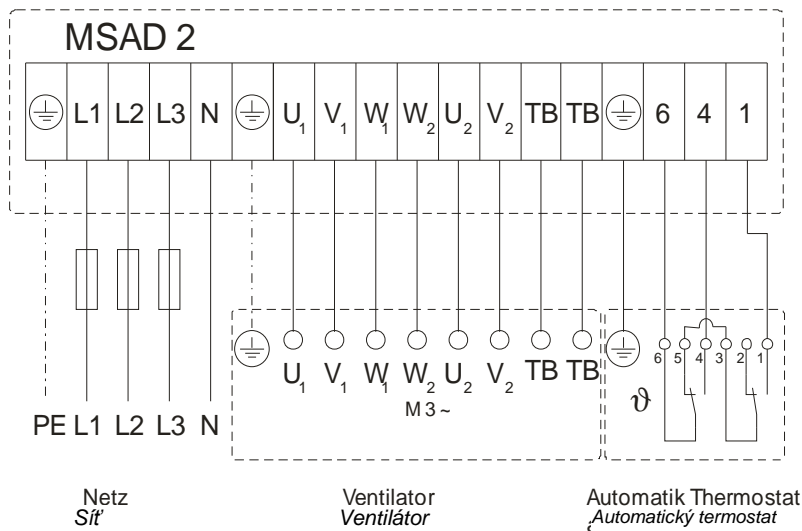 MSAD 2
L1 L2 L3 N U₁ V₁ W₁ W₂ U₂ V₂ TB TB 6 4 1
6 5 4 3 2 1
U₁ V₁ W₁ W₂ U₂ V₂ TB TB
ϑ
M 3 ~
PE L1 L2 L3 N
Netz Ventilator Automatik Thermostat
Síť Ventilátor Automatický termostat